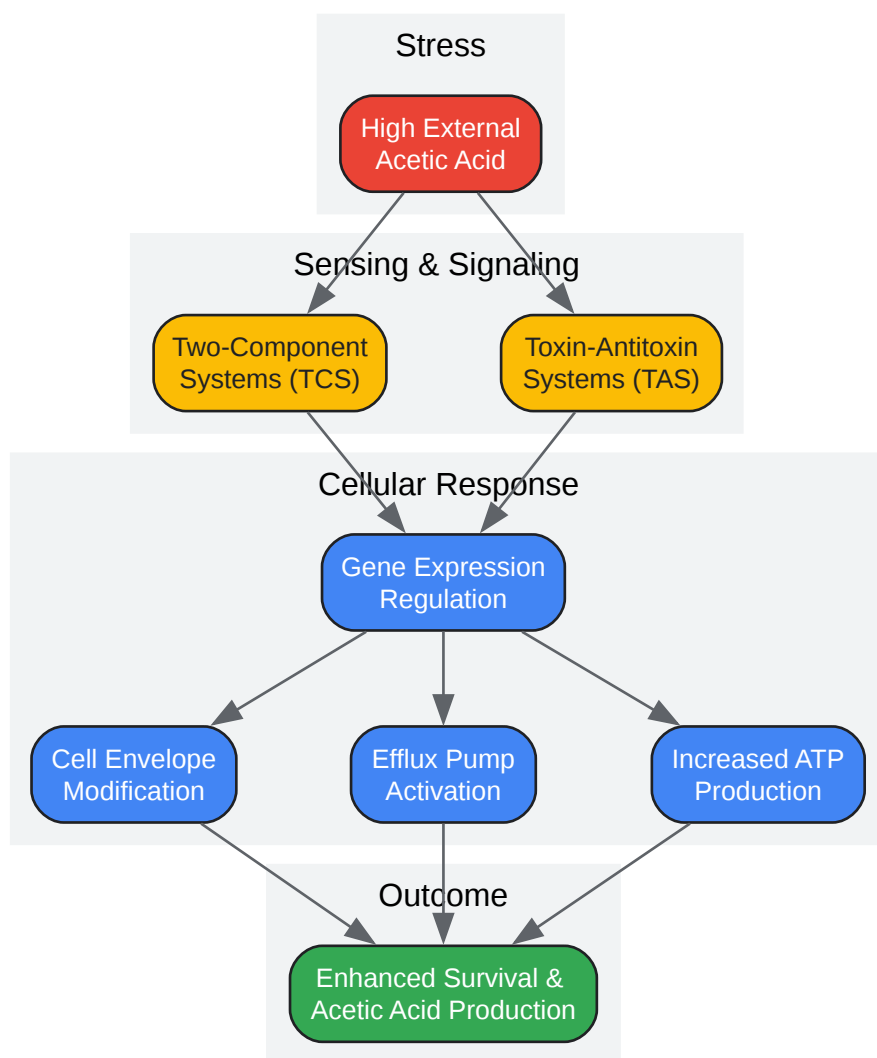 Stress
High External
Acetic Acid
Sensing & Signaling
Two-Component
Systems (TCS)
Toxin-Antitoxin
Systems (TAS)
Cellular Response
Gene Expression
Regulation
Cell Envelope
Modification
Efflux Pump
Activation
Increased ATP
Production
Outcome
Enhanced Survival &
Acetic Acid Production